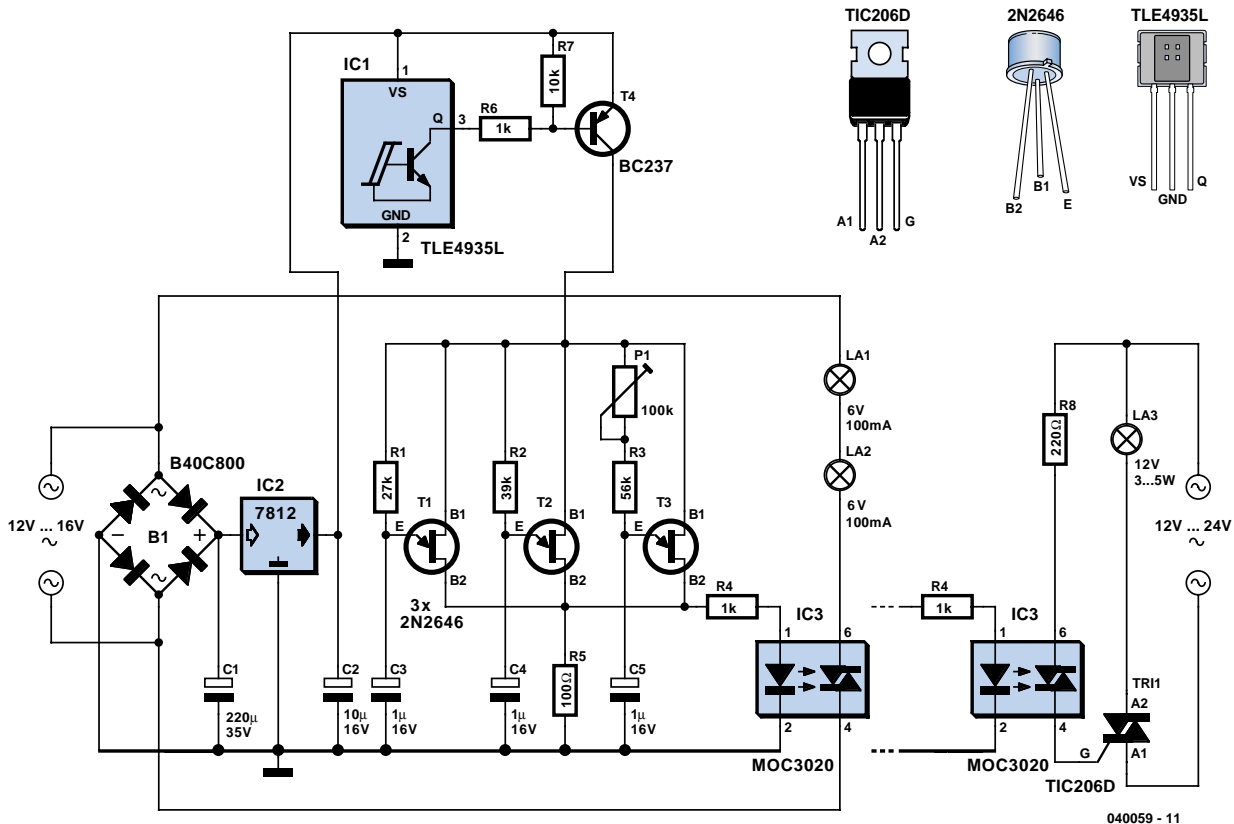 TIC206D
2N2646
TLE4935L
R7
10k
IC1
1
VS
Q
3
R6
1k
T4
BC237
GND
2
TLE4935L
A1
A2
G
B2
B1
E
VS
GND
Q
P1
100k
LA1
6V
100mA
LA2
6V
100mA
R8
220Ω
LA3
12V
3...5W
12V ... 24V
~
B40C800
~
12V ... 16V
~
–
B1
+
~
IC2
7812
R1
27k
T1
E
B1
B2
R2
39k
T2
E
B1
B2
R3
56k
T3
E
B1
B2
3x
2N2646
R4
1k
IC3
1
6
2
4
MOC3020
R4
1k
IC3
1
6
2
4
MOC3020
C1
220µ
35V
C2
10µ
16V
C3
1µ
16V
C4
1µ
16V
R5
100Ω
C5
1µ
16V
TRI1
A2
G
A1
TIC206D
040059 - 11